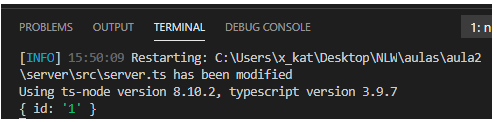 PROBLEMS OUTPUT TERMINAL DEBUG CONSOLE 1: n
[INFO] 15:50:09 Restarting: C:\Users\x_kat\Desktop\NLW\aulas\aula2
\server\src\server.ts has been modified
Using ts-node version 8.10.2, typescript version 3.9.7
{ id: '1' }